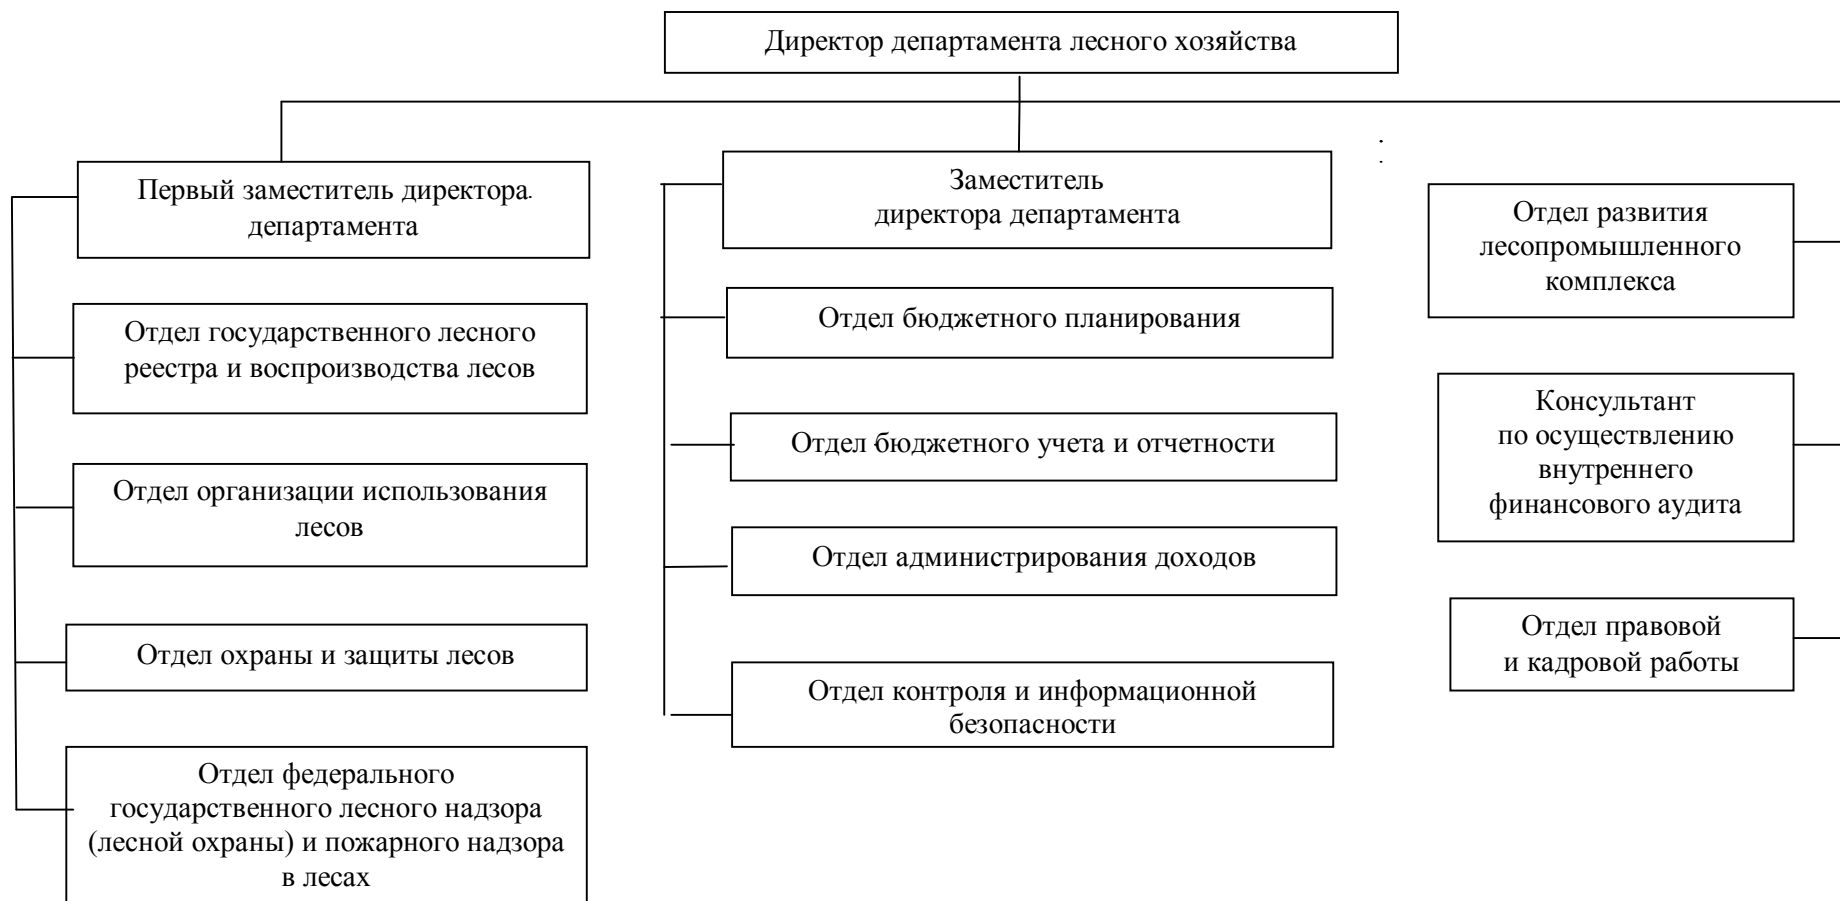 Директор департамента лесного хозяйства
Первый заместитель директора.
департамента
Отдел государственного лесного
реестра и воспроизводства лесов
Отдел организации использования
лесов
Отдел охраны и защиты лесов
Отдел федерального
государственного лесного надзора
(лесной охраны) и пожарного надзора
в лесах
Заместитель
директора департамента
Отдел бюджетного планирования
Отдел бюджетного учета и отчетности
Отдел администрирования доходов
Отдел контроля и информационной
безопасности
Отдел развития
лесопромышленного
комплекса
Консультант
по осуществлению
внутреннего
финансового аудита
Отдел правовой
и кадровой работы